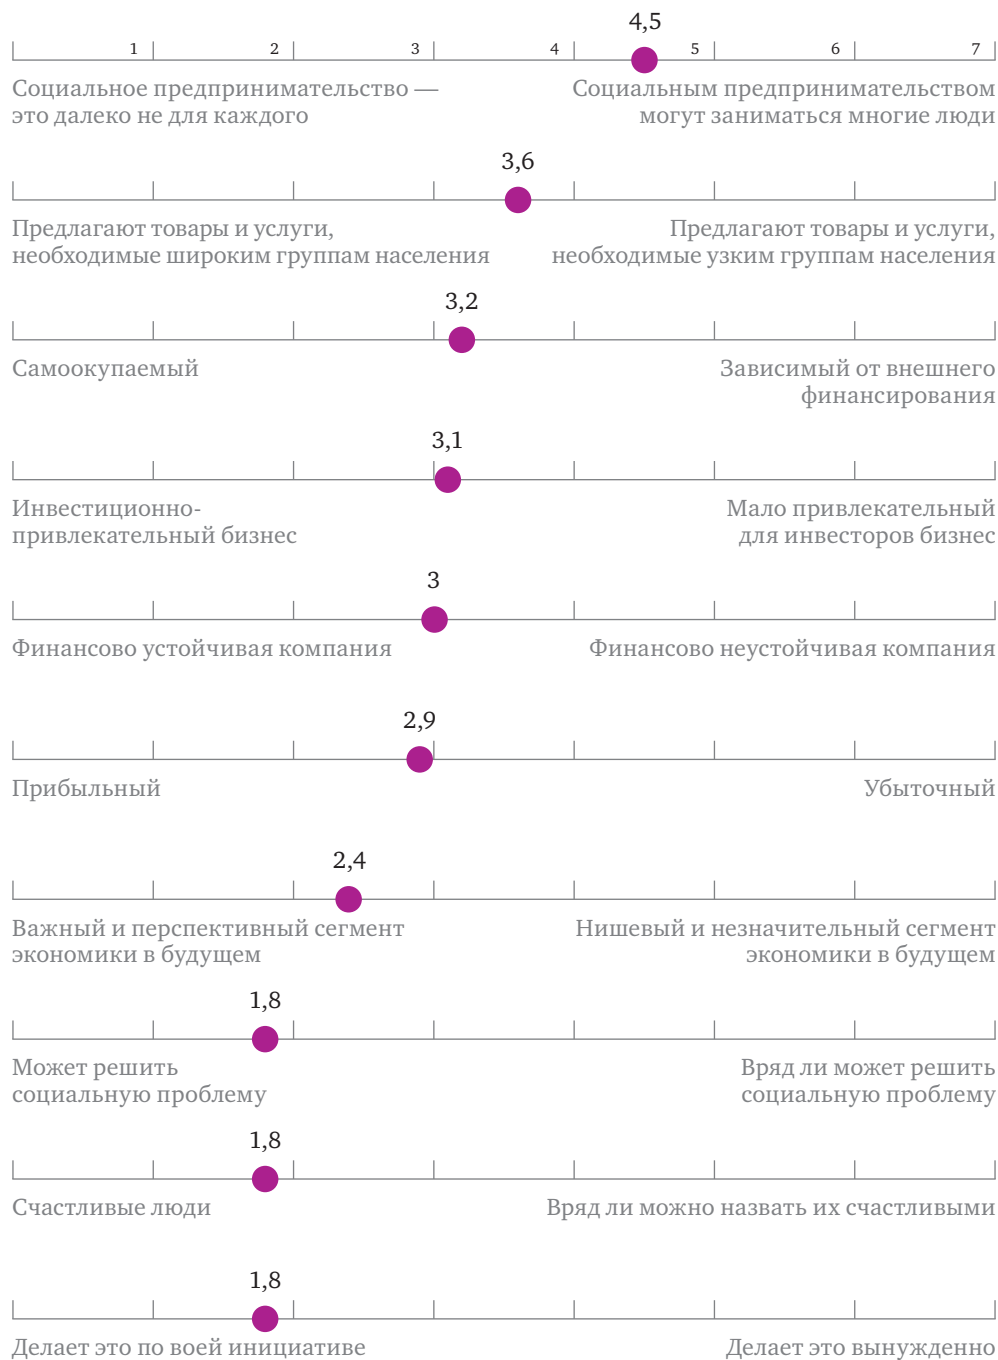 4,5
1 2 3 4 5 6 7
Социальное предпринимательство —
это далеко не для каждого
Социальным предпринимательством
могут заниматься многие люди
3,6
Предлагают товары и услуги,
необходимые широким группам населения
Предлагают товары и услуги,
необходимые узким группам населения
3,2
Самоокупаемый
Зависимый от внешнего
финансирования
3,1
Инвестиционно-
привлекательный бизнес
Мало привлекательный
для инвесторов бизнес
3
Финансово устойчивая компания
Финансово неустойчивая компания
2,9
Прибыльный
Убыточный
2,4
Важный и перспективный сегмент
экономики в будущем
Нишевый и незначительный сегмент
экономики в будущем
1,8
Может решить
социальную проблему
Вряд ли может решить
социальную проблему
1,8
Счастливые люди
Вряд ли можно назвать их счастливыми
1,8
Делает это по воей инициативе
Делает это вынужденно